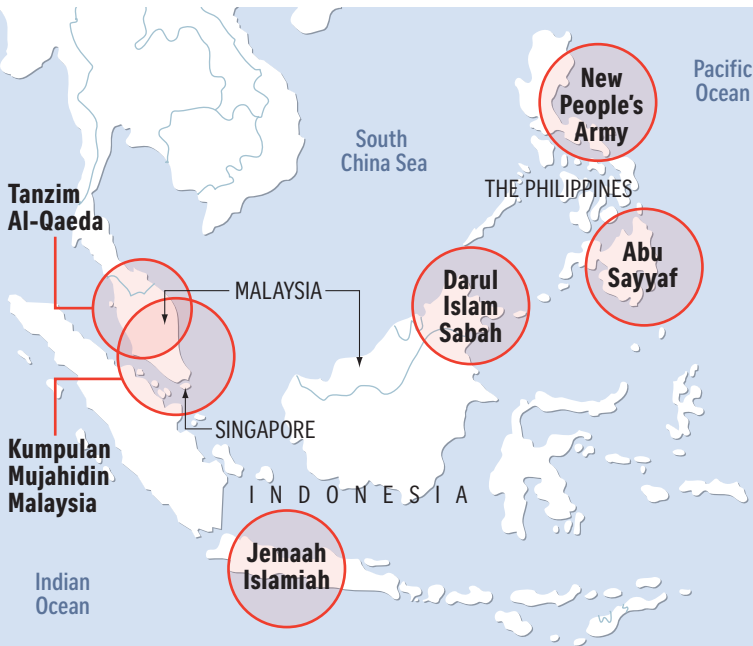 New
People's
Army
Pacific
Ocean
South
China Sea
Tanzim
Al-Qaeda
THE PHILIPPINES
Abu
Sayyaf
MALAYSIA
Darul
Islam
Sabah
SINGAPORE
Kumpulan
Mujahidin
Malaysia
INDONESIA
Jemaah
Islamiah
Indian
Ocean